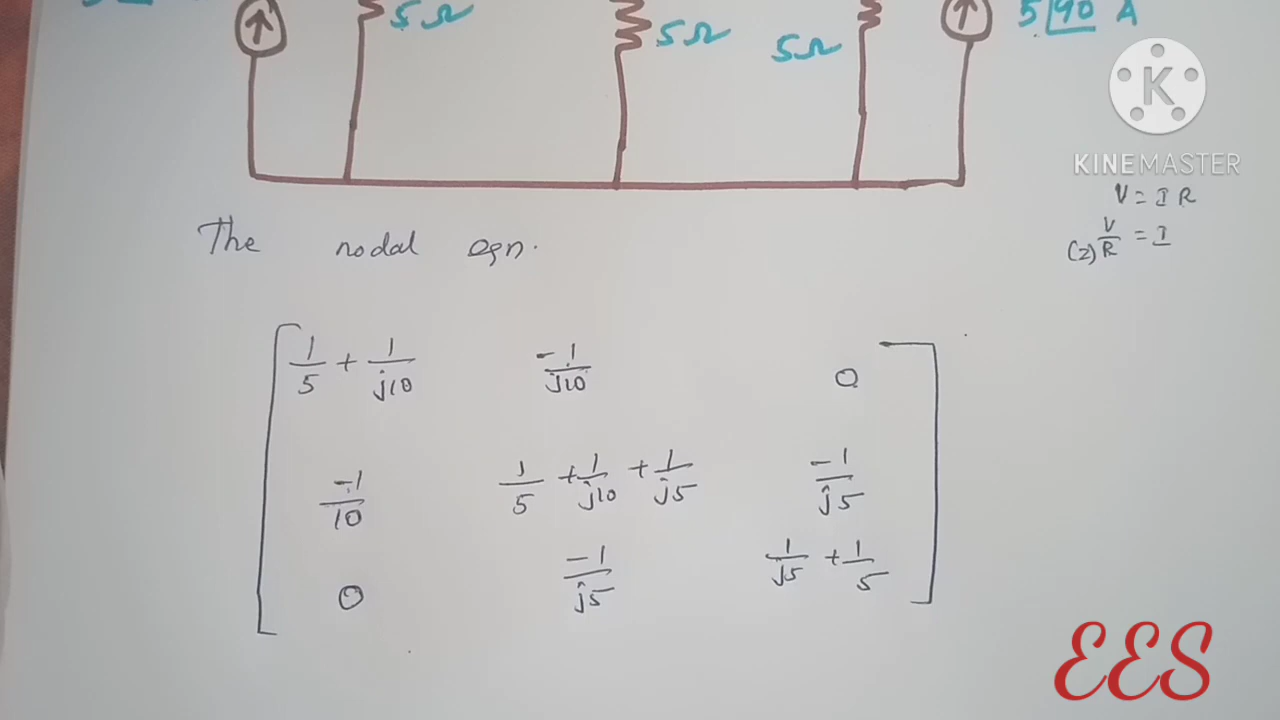 5Ω 5Ω 5Ω 5∠90 A
KINEMASTER
V = I R
(2) V/R = I
The nodal eqn.
1/5 + 1/j10 -1/j10 0
-1/10 1/5 + 1/j10 + 1/j5 -1/j5
0 -1/j5 1/j5 + 1/5
EES